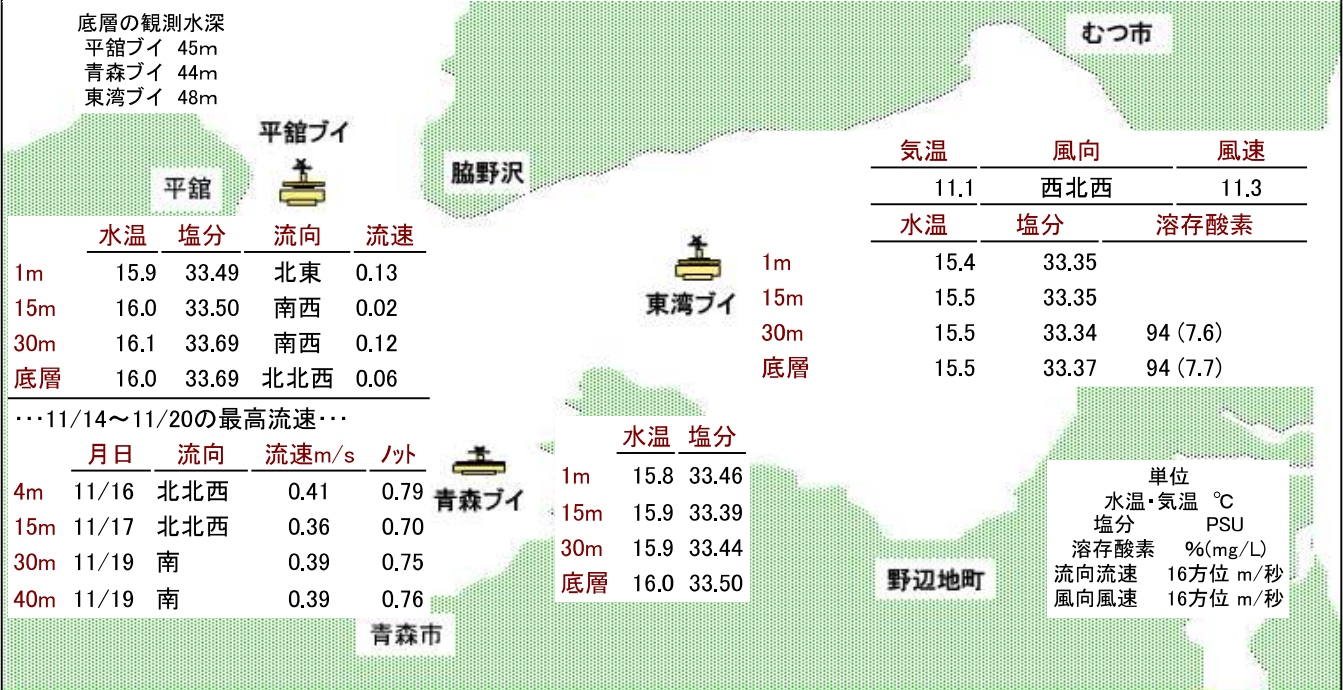 底層の観測水深
平舘ブイ 45m
青森ブイ 44m
東湾ブイ 48m
むつ市
平舘ブイ
平舘
脇野沢
気温 風向 風速
11.1 西北西 11.3
水温 塩分 溶存酸素
1m 15.4 33.35
15m 15.5 33.35
30m 15.5 33.34 94 (7.6)
底層 15.5 33.37 94 (7.7)
東湾ブイ
水温 塩分 流向 流速
1m 15.9 33.49 北東 0.13
15m 16.0 33.50 南西 0.02
30m 16.1 33.69 南西 0.12
底層 16.0 33.69 北北西 0.06
･･･11/14～11/20の最高流速･･･
月日 流向 流速m/s ﾉｯﾄ
4m 11/16 北北西 0.41 0.79
15m 11/17 北北西 0.36 0.70
30m 11/19 南 0.39 0.75
40m 11/19 南 0.39 0.76
青森ブイ
水温 塩分
1m 15.8 33.46
15m 15.9 33.39
30m 15.9 33.44
底層 16.0 33.50
単位
水温･気温 ℃
塩分 PSU
溶存酸素 %(mg/L)
流向流速 16方位 m/秒
風向風速 16方位 m/秒
野辺地町
青森市